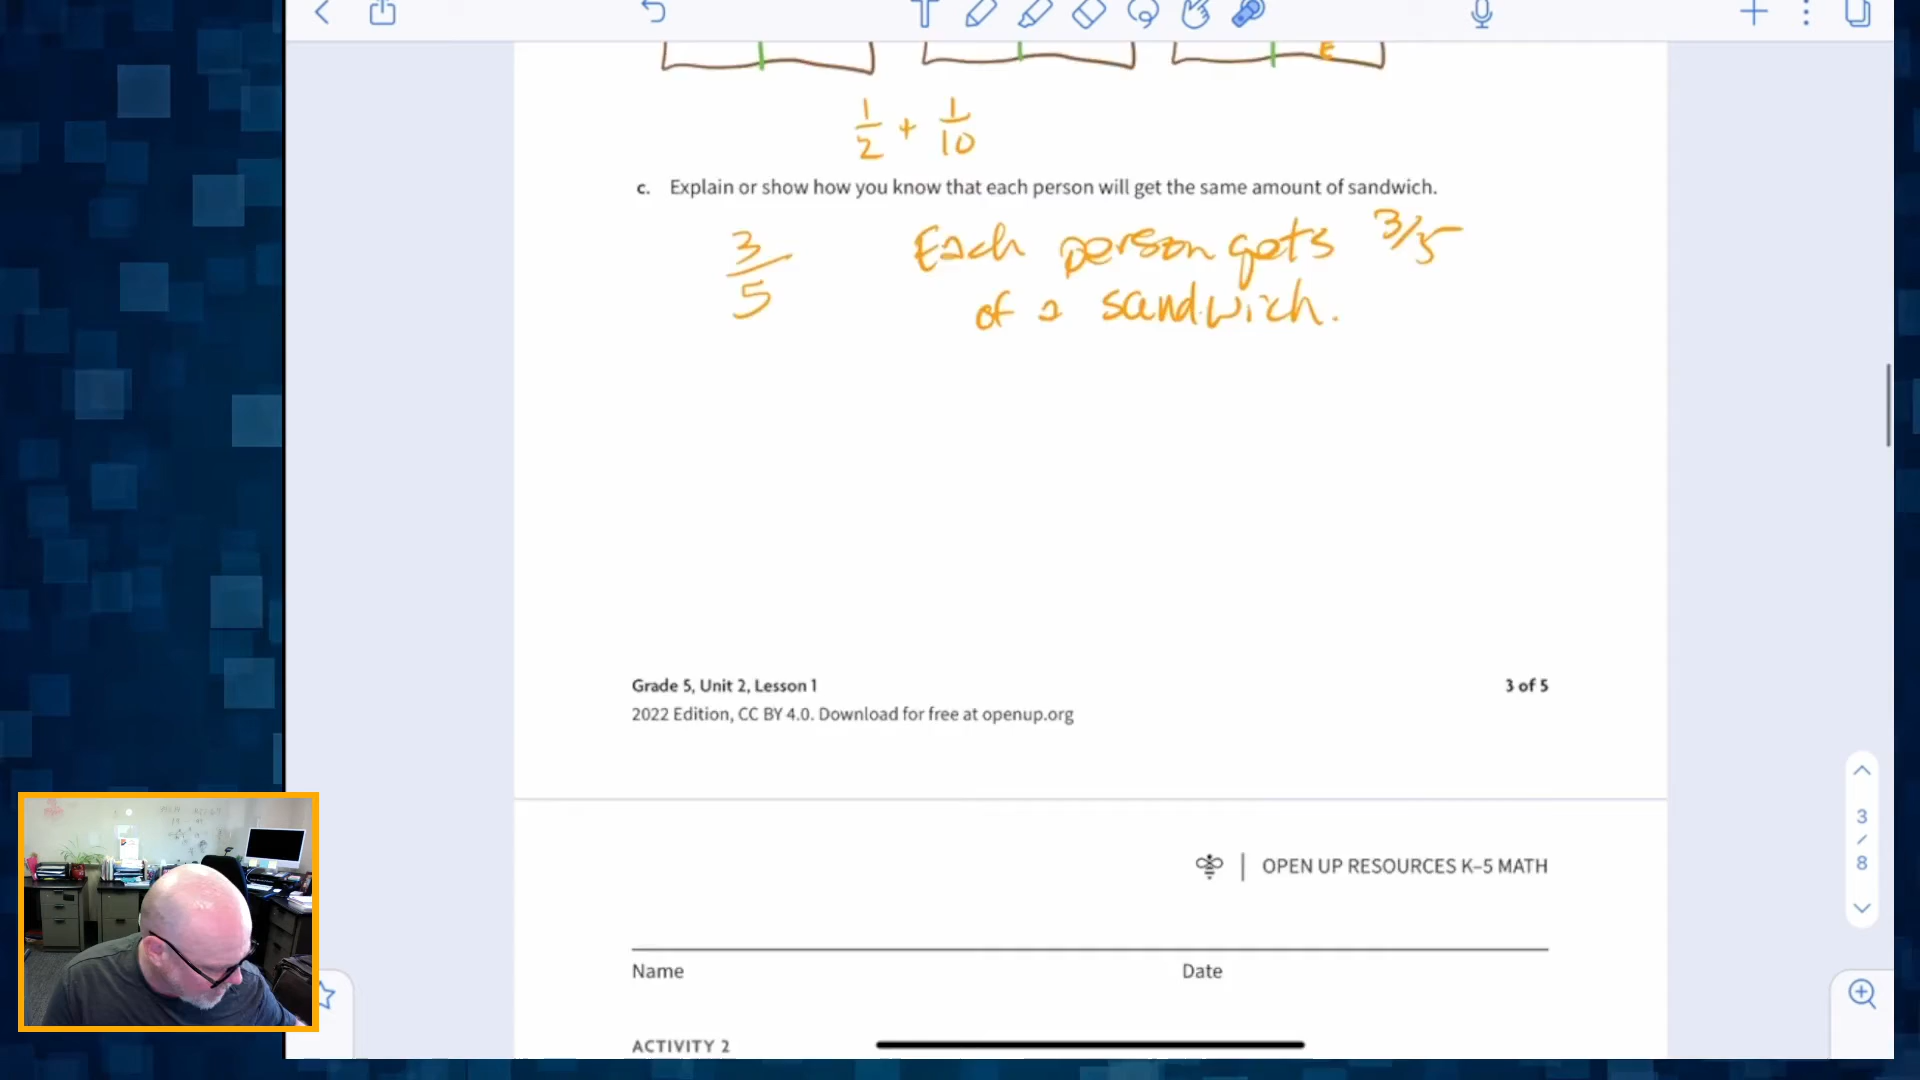 E
1/2 + 1/10
c. Explain or show how you know that each person will get the same amount of sandwich.
3/5
Each person gets 3/5
of a sandwich.
Grade 5, Unit 2, Lesson 1
3 of 5
2022 Edition, CC BY 4.0. Download for free at openup.org
3
/
8
OPEN UP RESOURCES K–5 MATH
Name
Date
ACTIVITY 2